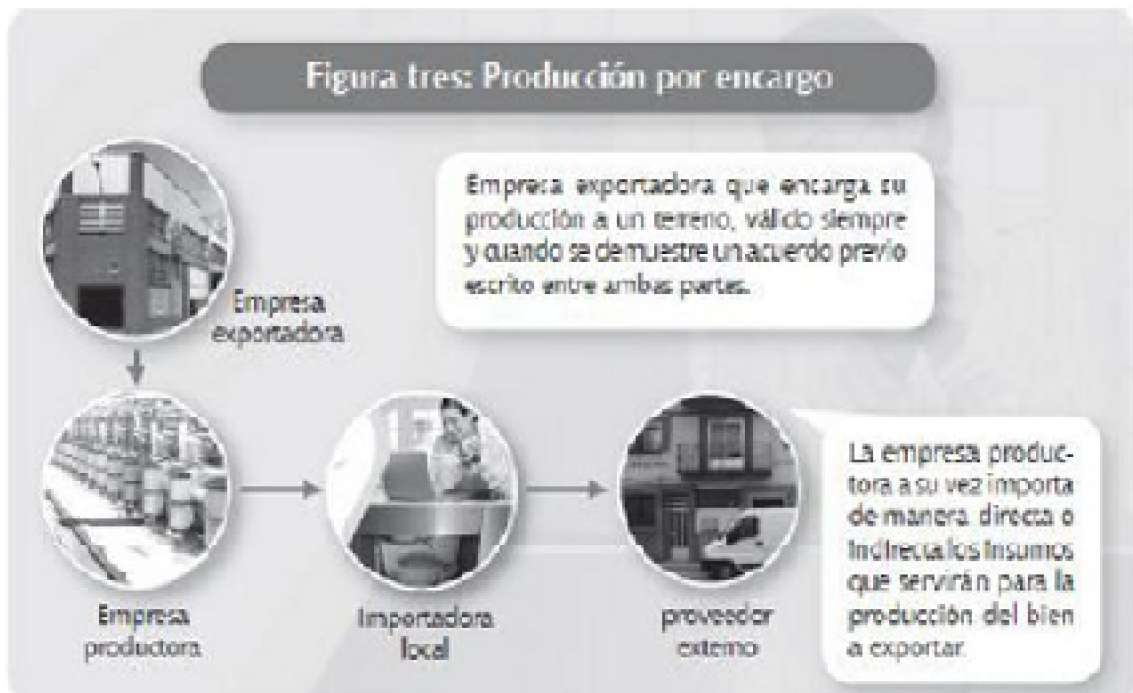 Figura tres: Producción por encargo
Empresa exportadora que encarga su
producción a un terreno, válido siempre
y cuando se demuestre un acuerdo previo
escrito entre ambas partes.
Empresa
exportadora
Empresa
productora
Importadora
local
proveedor
externo
La empresa produc-
tora a su vez importa
de manera directa o
indirecta los insumos
que servirán para la
producción del bien
a exportar.